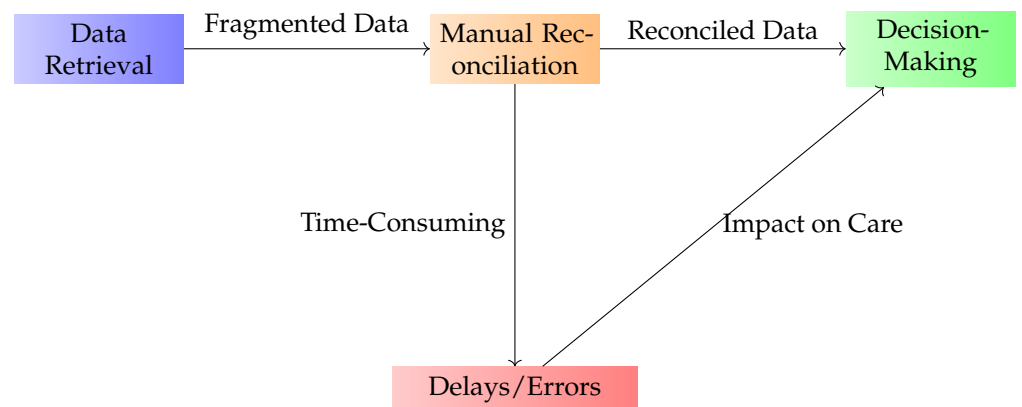 Data
Retrieval
Fragmented Data
Manual Rec-
onciliation
Reconciled Data
Decision-
Making
Time-Consuming
Impact on Care
Delays/Errors